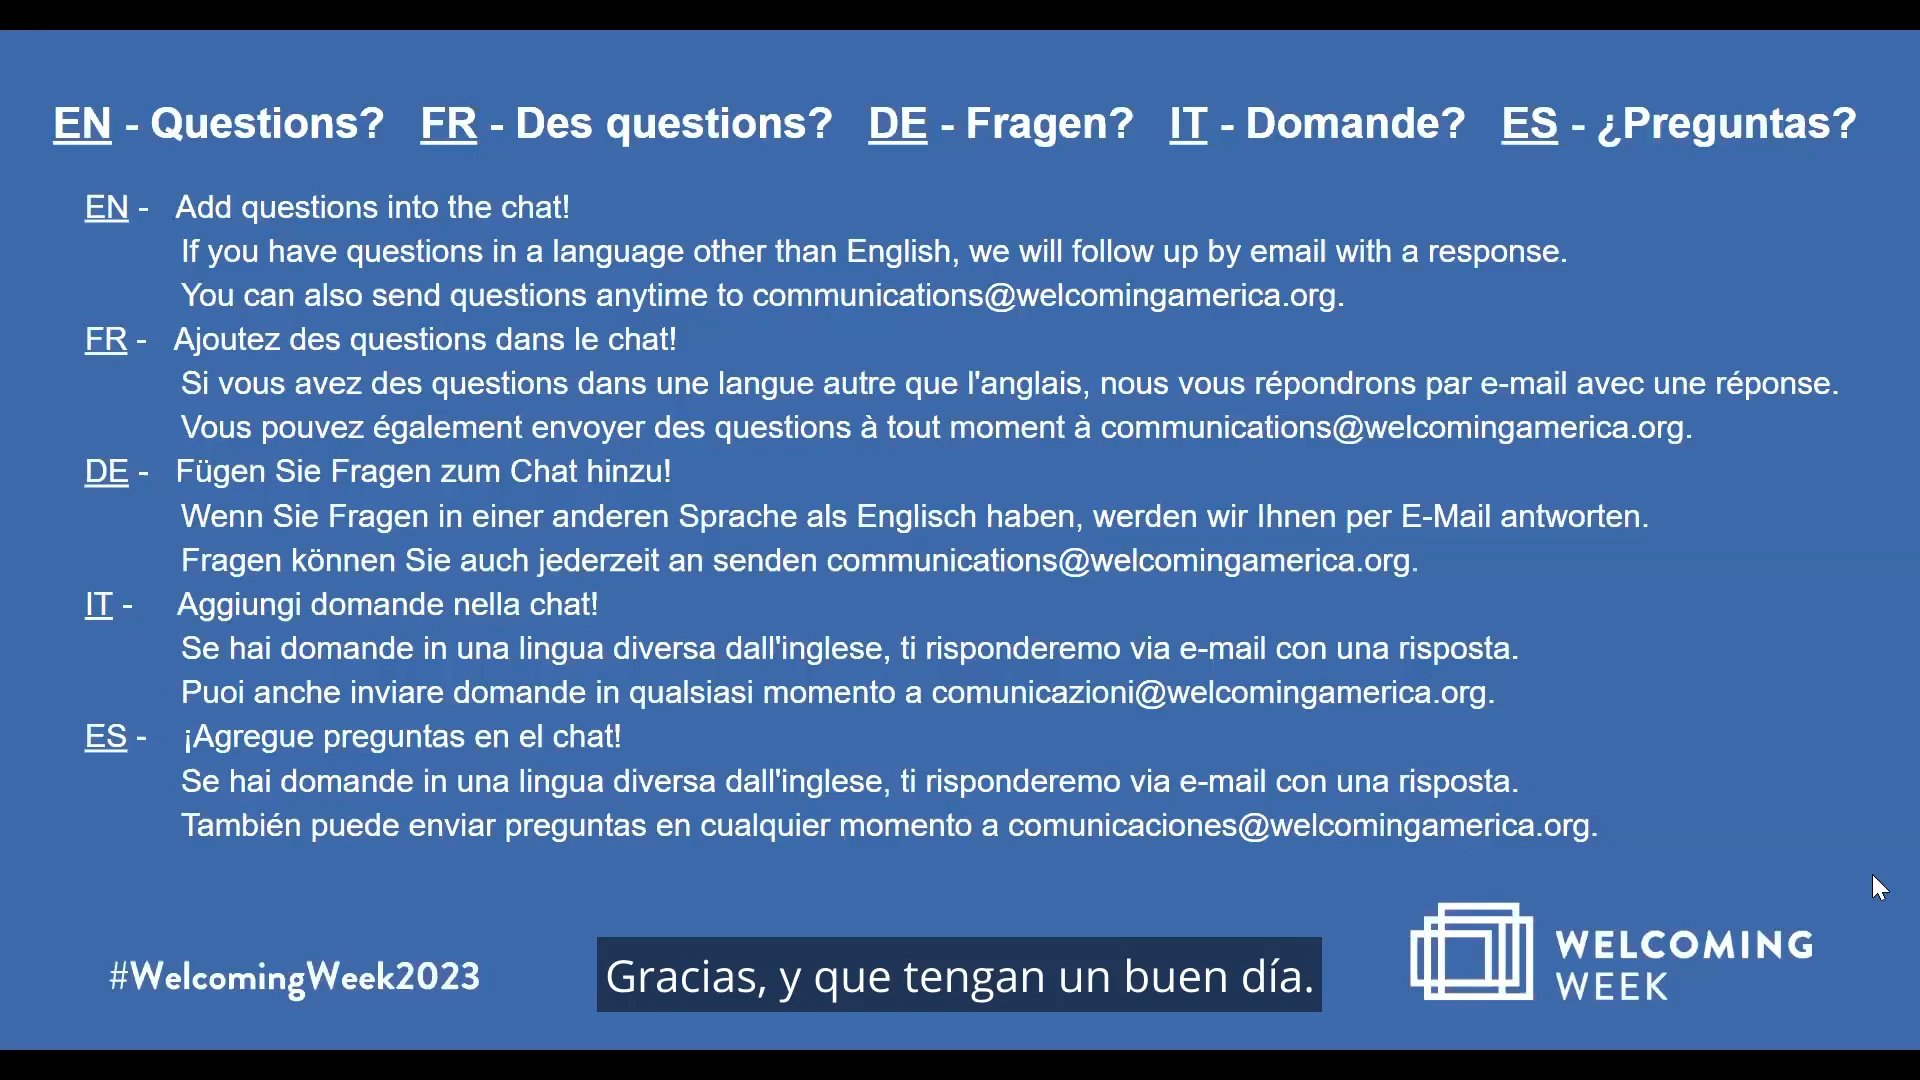 EN - Questions? FR - Des questions? DE - Fragen? IT - Domande? ES - ¿Preguntas?
EN - Add questions into the chat!
If you have questions in a language other than English, we will follow up by email with a response.
You can also send questions anytime to communications@welcomingamerica.org.
FR - Ajoutez des questions dans le chat!
Si vous avez des questions dans une langue autre que l'anglais, nous vous répondrons par e-mail avec une réponse.
Vous pouvez également envoyer des questions à tout moment à communications@welcomingamerica.org.
DE - Fügen Sie Fragen zum Chat hinzu!
Wenn Sie Fragen in einer anderen Sprache als Englisch haben, werden wir Ihnen per E-Mail antworten.
Fragen können Sie auch jederzeit an senden communications@welcomingamerica.org.
IT - Aggiungi domande nella chat!
Se hai domande in una lingua diversa dall'inglese, ti risponderemo via e-mail con una risposta.
Puoi anche inviare domande in qualsiasi momento a comunicazioni@welcomingamerica.org.
ES - ¡Agregue preguntas en el chat!
Se hai domande in una lingua diversa dall'inglese, ti risponderemo via e-mail con una risposta.
También puede enviar preguntas en cualquier momento a comunicaciones@welcomingamerica.org.
#WelcomingWeek2023
Gracias, y que tengan un buen día.
WELCOMING
WEEK